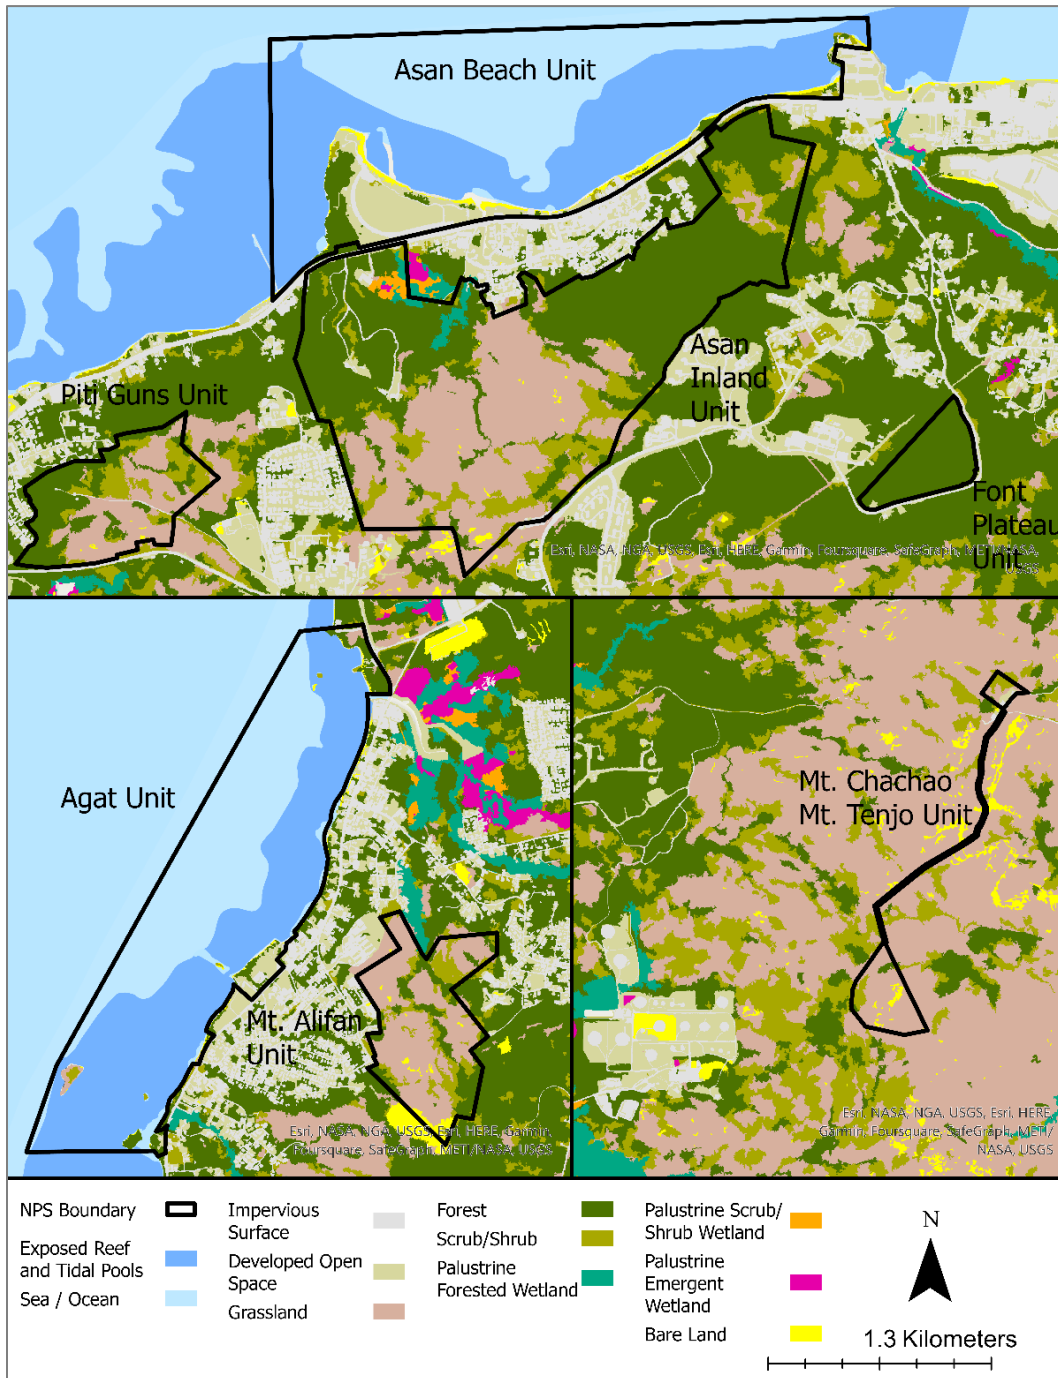 Asan Beach Unit
Piti Guns Unit
Asan
Inland
Unit
Font
Plateau
Unit
Esri, NASA, NGA, USGS, Esri, HERE, Garmin, Foursquare, SafeGraph, METI/NASA,
USGS
Agat Unit
Mt. Alifan
Unit
Esri, NASA, NGA, USGS, Esri, HERE, Garmin,
Foursquare, SafeGraph, METI/NASA, USGS
Mt. Chachao
Mt. Tenjo Unit
Esri, NASA, NGA, USGS, Esri, HERE,
Garmin, Foursquare, SafeGraph, METI/
NASA, USGS
NPS Boundary
Exposed Reef
and Tidal Pools
Sea / Ocean
Impervious
Surface
Developed Open
Space
Grassland
Forest
Scrub/Shrub
Palustrine
Forested Wetland
Palustrine Scrub/
Shrub Wetland
Palustrine
Emergent
Wetland
Bare Land
N
1.3 Kilometers